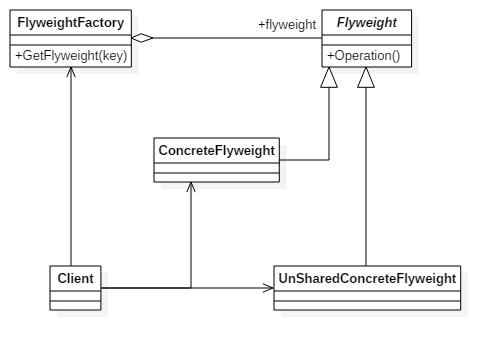 FlyweightFactory
+flyweight
Flyweight
+GetFlyweight(key)
+Operation()
ConcreteFlyweight
Client
UnSharedConcreteFlyweight